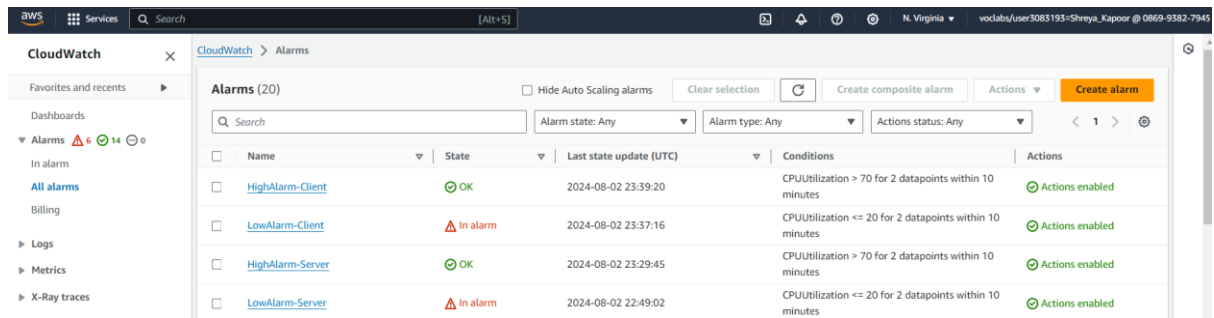 aws Services Search [Alt+S] N. Virginia voclabs/user3083193=Shreya_Kapoor @ 0869-9382-7945
CloudWatch
Favorites and recents
Dashboards
Alarms 6 14 0
In alarm
All alarms
Billing
Logs
Metrics
X-Ray traces
CloudWatch > Alarms
Alarms (20) Hide Auto Scaling alarms Clear selection Create composite alarm Actions Create alarm
Search Alarm state: Any Alarm type: Any Actions status: Any 1
Name State Last state update (UTC) Conditions Actions
HighAlarm-Client OK 2024-08-02 23:39:20 CPUUtilization > 70 for 2 datapoints within 10
minutes Actions enabled
LowAlarm-Client In alarm 2024-08-02 23:37:16 CPUUtilization <= 20 for 2 datapoints within 10
minutes Actions enabled
HighAlarm-Server OK 2024-08-02 23:29:45 CPUUtilization > 70 for 2 datapoints within 10
minutes Actions enabled
LowAlarm-Server In alarm 2024-08-02 22:49:02 CPUUtilization <= 20 for 2 datapoints within 10
minutes Actions enabled